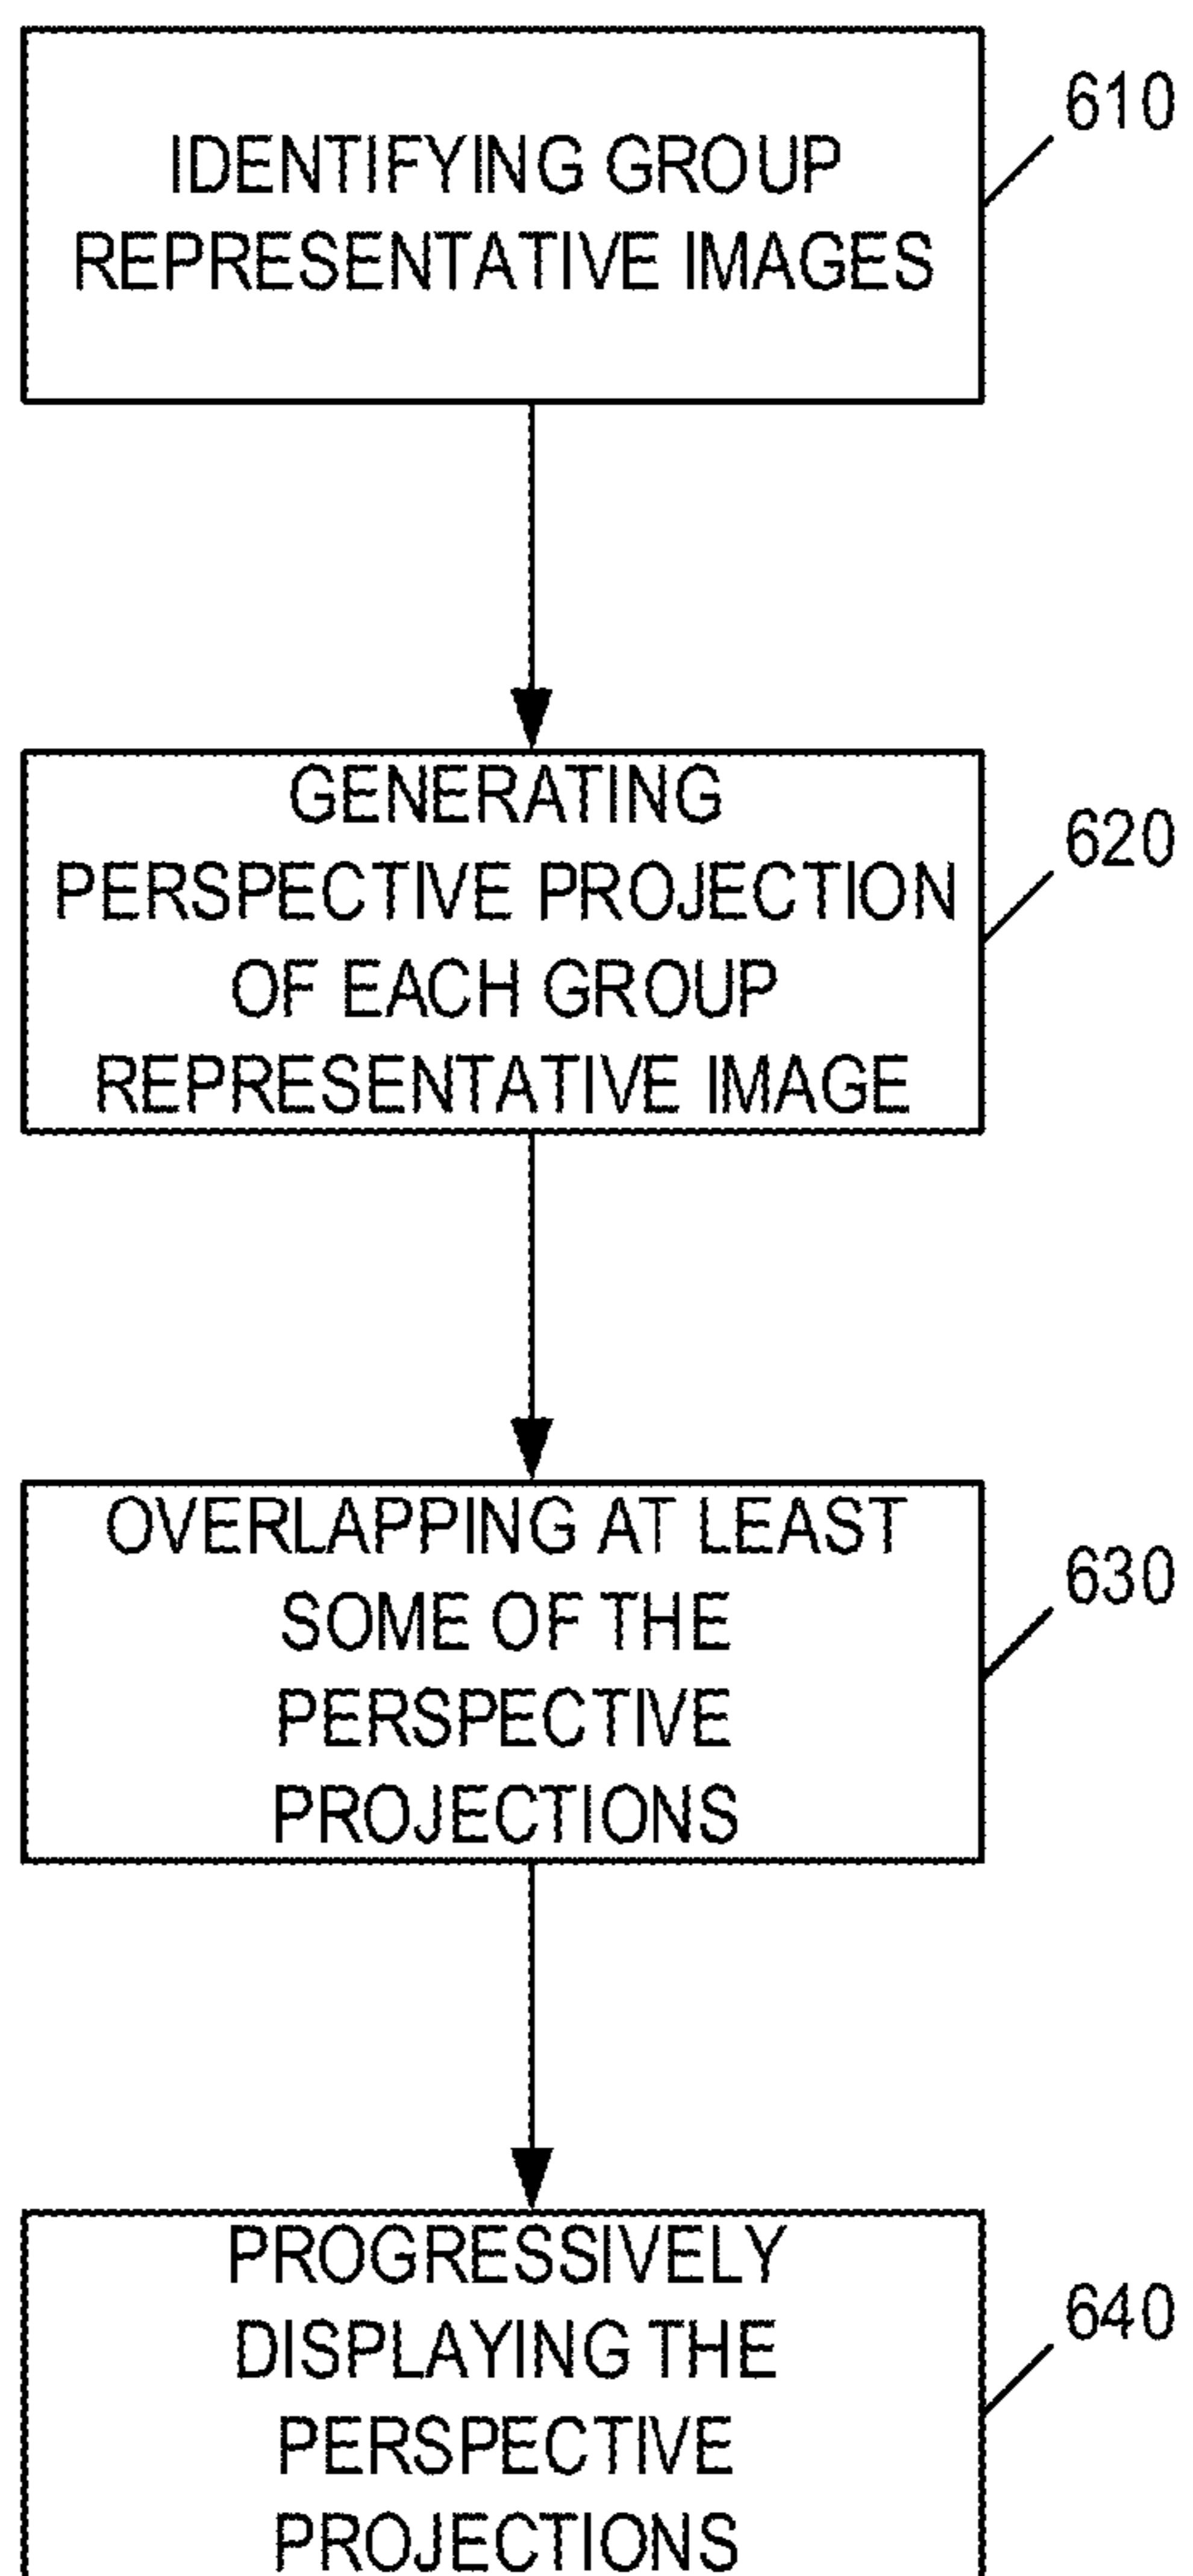 610
IDENTIFYING GROUP
REPRESENTATIVE IMAGES
620
GENERATING
PERSPECTIVE PROJECTION
OF EACH GROUP
REPRESENTATIVE IMAGE
630
OVERLAPPING AT LEAST
SOME OF THE
PERSPECTIVE
PROJECTIONS
640
PROGRESSIVELY
DISPLAYING THE
PERSPECTIVE
PROJECTIONS